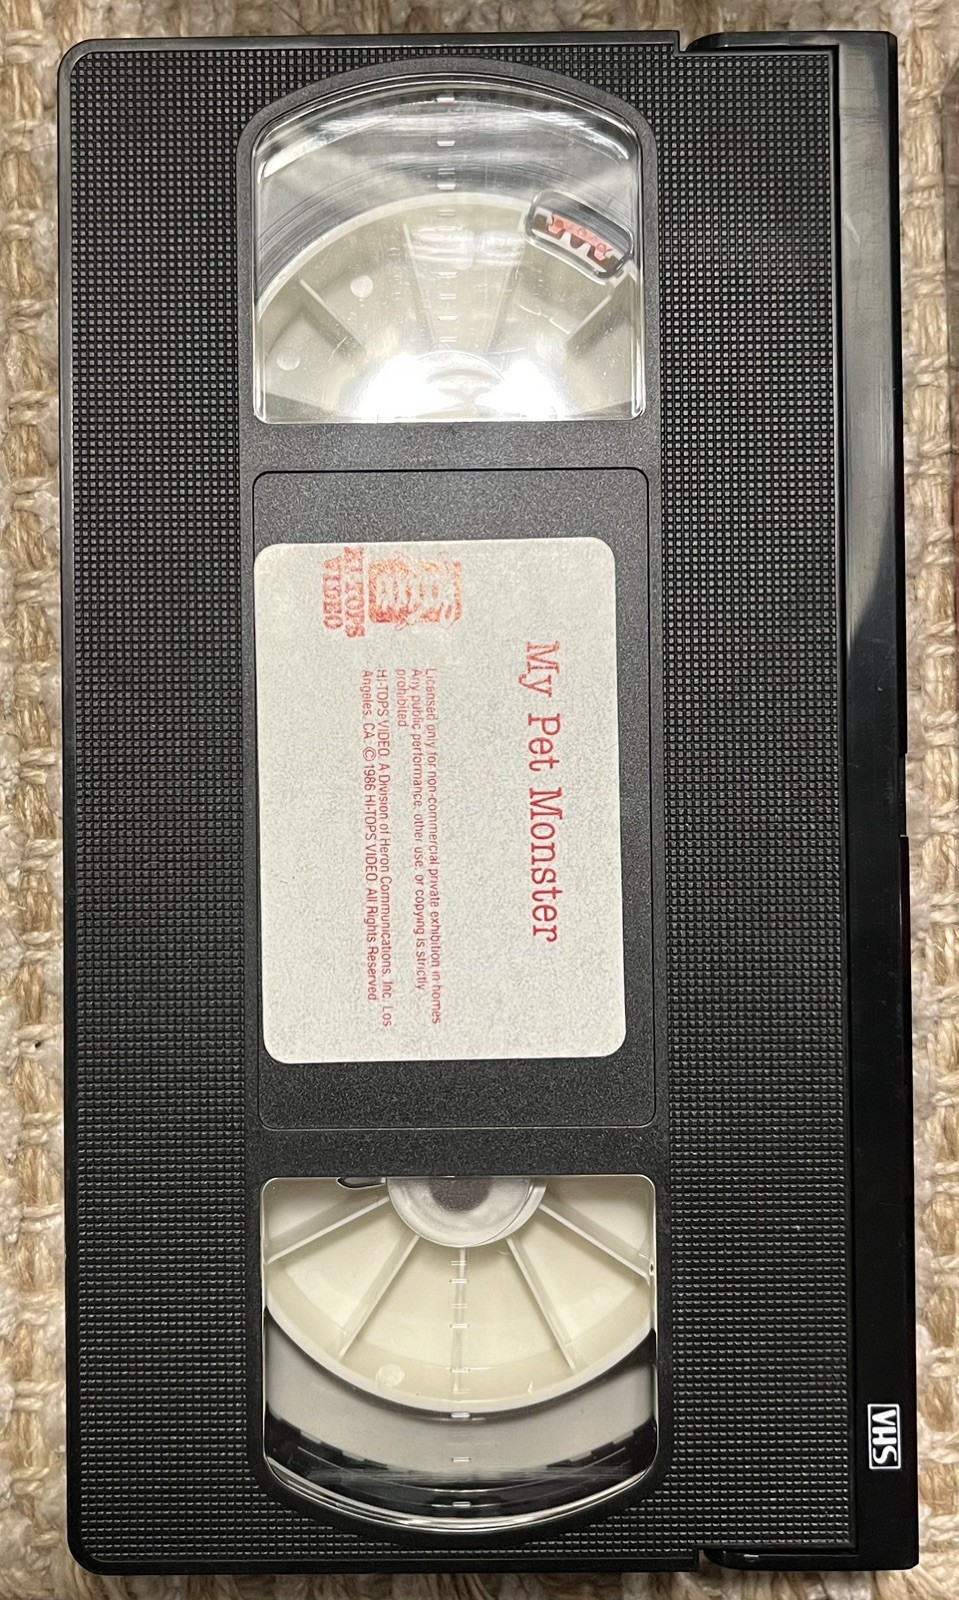 My Pet Monster
HI-TOPS
VIDEO
Licensed only for non-commercial private exhibition in homes
Any public performance, other use, or copying is strictly
prohibited
HI-TOPS VIDEO. A Division of Heron Communications, Inc. Los
Angeles, CA. © 1986 HI-TOPS VIDEO. All Rights Reserved.
VHS